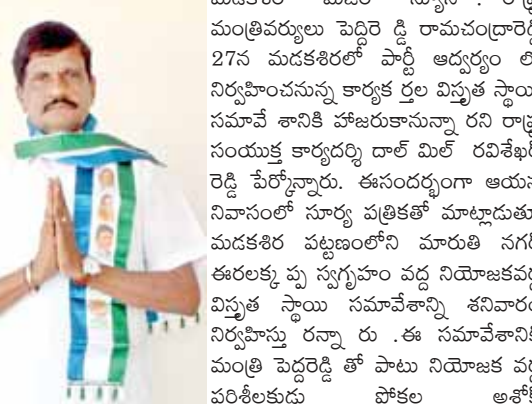 మంత్రివర్యులు పెద్దిరె డ్డి రామచంద్రారెడ్డి
27న మడకశిరలో పార్టీ ఆద్వర్యం లో
నిర్వహించనున్న కార్యక ర్తల విస్తృత స్థాయి
సమావే శానికి హాజరుకానున్నా రని రాష్ట్ర
సంయుక్త కార్యదర్శి దాల్ మిల్ రవిశేఖర్
రెడ్డి పేర్కోన్నారు. ఈసందర్భంగా ఆయన
నివాసంలో సూర్య పత్రికతో మాట్లాడుతూ
మడకశిర పట్టణంలోని మారుతి నగర్
ఈరలక్క ప్ప స్వగృహం వద్ద నియోజకవర్గ
విస్తృత స్థాయి సమావేశాన్ని శనివారం
నిర్వహిస్తు రన్నా రు .ఈ సమావేశానికి
మంత్రి పెద్దరెడ్డి తో పాటు నియోజక వర్గ
పరిశీలకుడు పోకల అశోక్